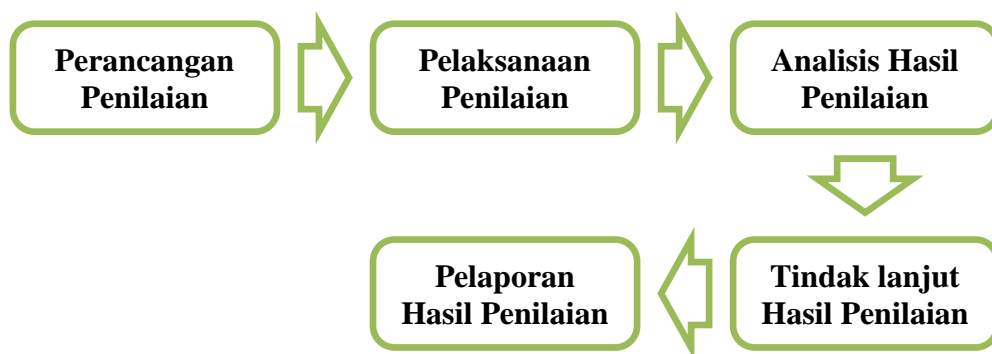 Perancangan
Penilaian
Pelaksanaan
Penilaian
Analisis Hasil
Penilaian
Tindak lanjut
Hasil Penilaian
Pelaporan
Hasil Penilaian